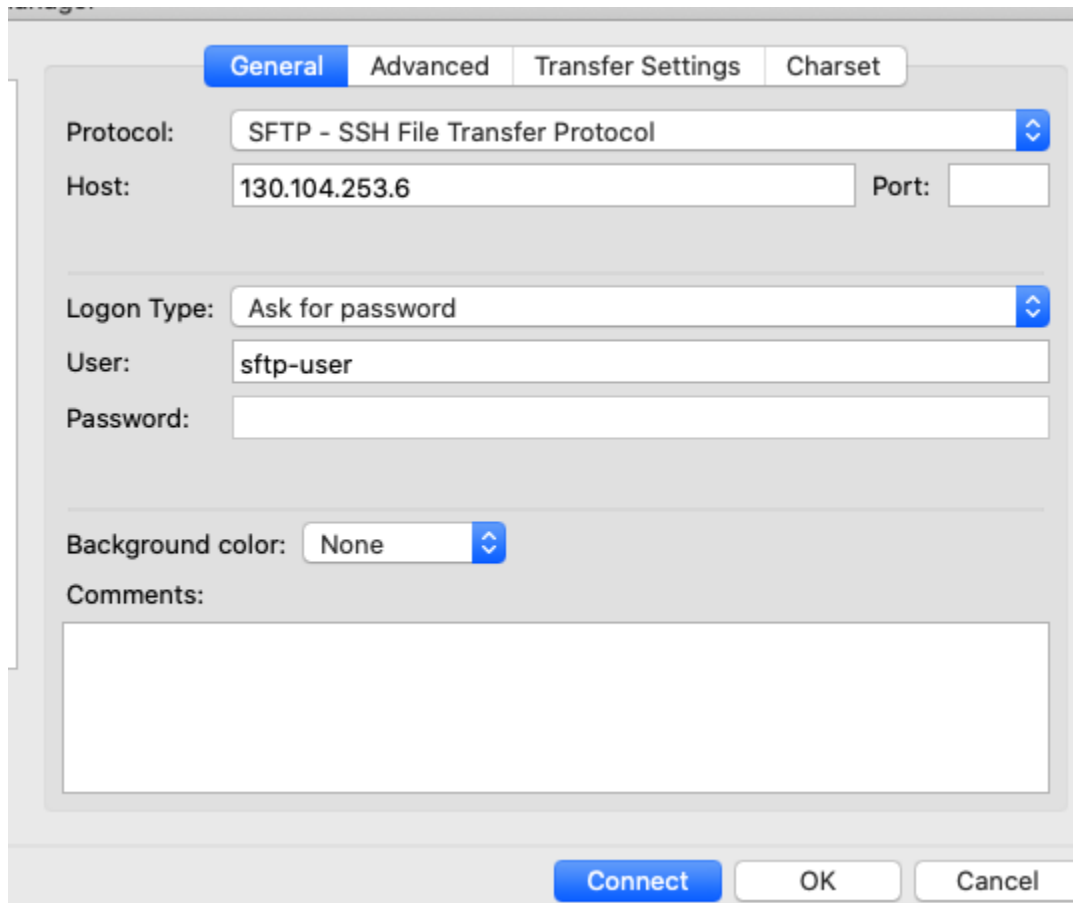 General Advanced Transfer Settings Charset
Protocol: SFTP - SSH File Transfer Protocol
Host: 130.104.253.6 Port:
Logon Type: Ask for password
User: sftp-user
Password:
Background color: None
Comments:
Connect OK Cancel